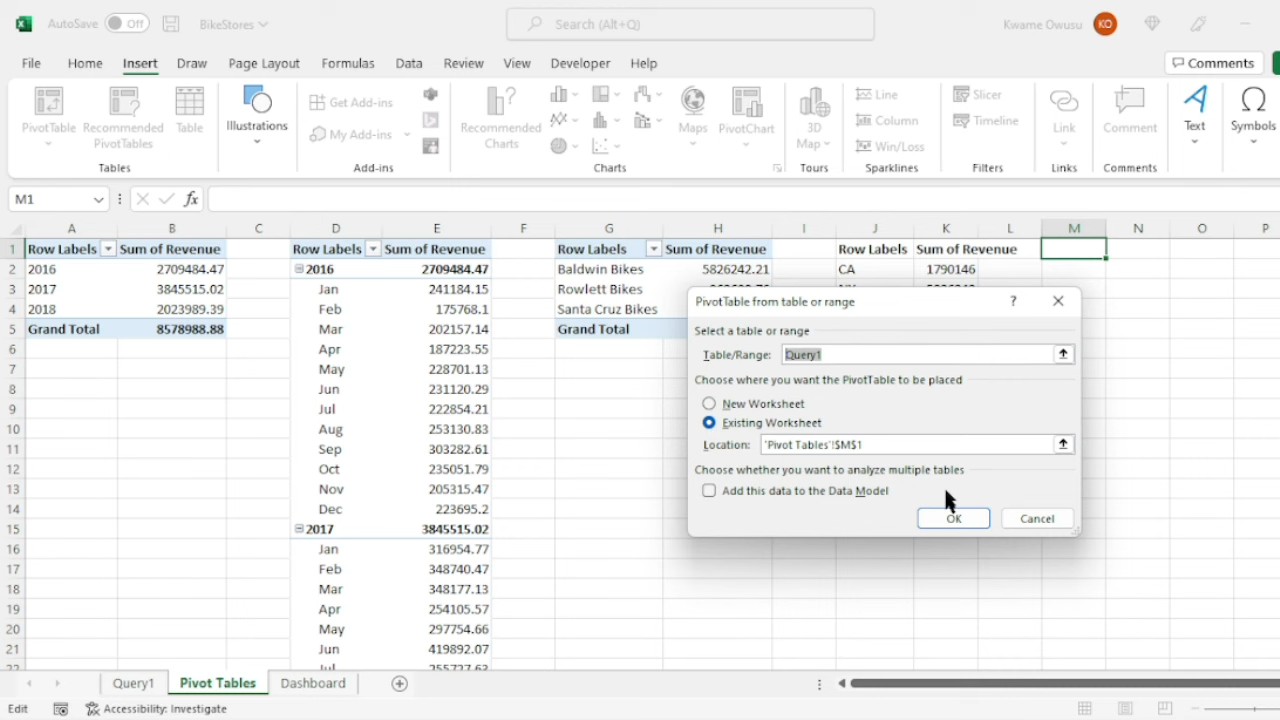 AutoSave Off BikeStores Search (Alt+Q) Kwame Owusu KO
File Home Insert Draw Page Layout Formulas Data Review View Developer Help Comments
PivotTable Recommended PivotTables Table Illustrations Get Add-ins My Add-ins Recommended Charts Maps PivotChart 3D Map Line Column Win/Loss Slicer Timeline Link Comment Text Symbols
Tables Add-ins Charts Tours Sparklines Filters Links Comments
M1 fx
A B C D E F G H I J K L M N O P
1 Row Labels Sum of Revenue Row Labels Sum of Revenue Row Labels Sum of Revenue Row Labels Sum of Revenue
2 2016 2709484.47 2016 2709484.47 Baldwin Bikes 5826242.21 CA 1790146
3 2017 3845515.02 Jan 241184.15 Rowlett Bikes
4 2018 2023989.39 Feb 175768.1 Santa Cruz Bikes
5 Grand Total 8578988.88 Mar 202157.14 Grand Total
6 Apr 187223.55
7 May 228701.13
8 Jun 231120.29
9 Jul 222854.21
10 Aug 253130.83
11 Sep 303282.61
12 Oct 235051.79
13 Nov 205315.47
14 Dec 223695.2
15 2017 3845515.02
16 Jan 316954.77
17 Feb 348740.47
18 Mar 348177.13
19 Apr 254105.57
20 May 297754.66
21 Jun 419892.07
22 Jul 255727.63
PivotTable from table or range ?
Select a table or range
Table/Range: Query1
Choose where you want the PivotTable to be placed
New Worksheet
Existing Worksheet
Location: 'Pivot Tables'!$M$1
Choose whether you want to analyze multiple tables
Add this data to the Data Model
OK Cancel
Query1 Pivot Tables Dashboard
Edit Accessibility: Investigate